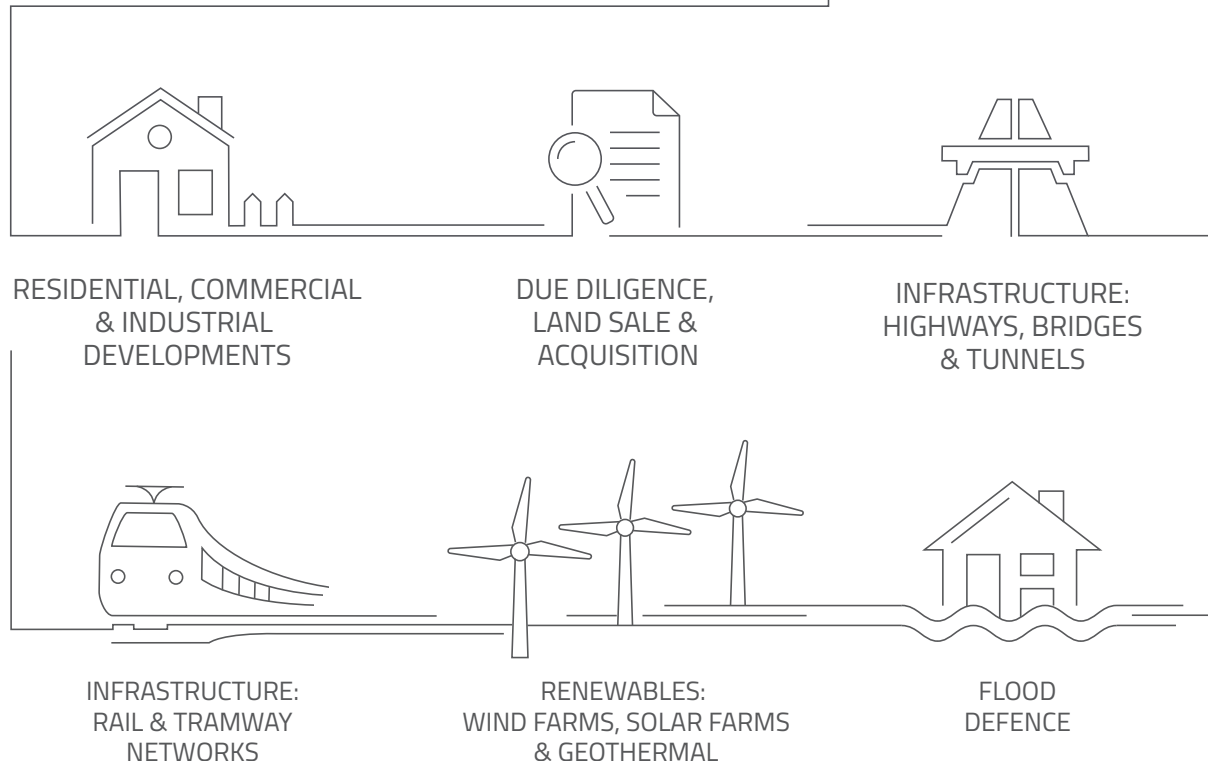 RESIDENTIAL, COMMERCIAL
& INDUSTRIAL
DEVELOPMENTS
DUE DILIGENCE,
LAND SALE &
ACQUISITION
INFRASTRUCTURE:
HIGHWAYS, BRIDGES
& TUNNELS
INFRASTRUCTURE:
RAIL & TRAMWAY
NETWORKS
RENEWABLES:
WIND FARMS, SOLAR FARMS
& GEOTHERMAL
FLOOD
DEFENCE